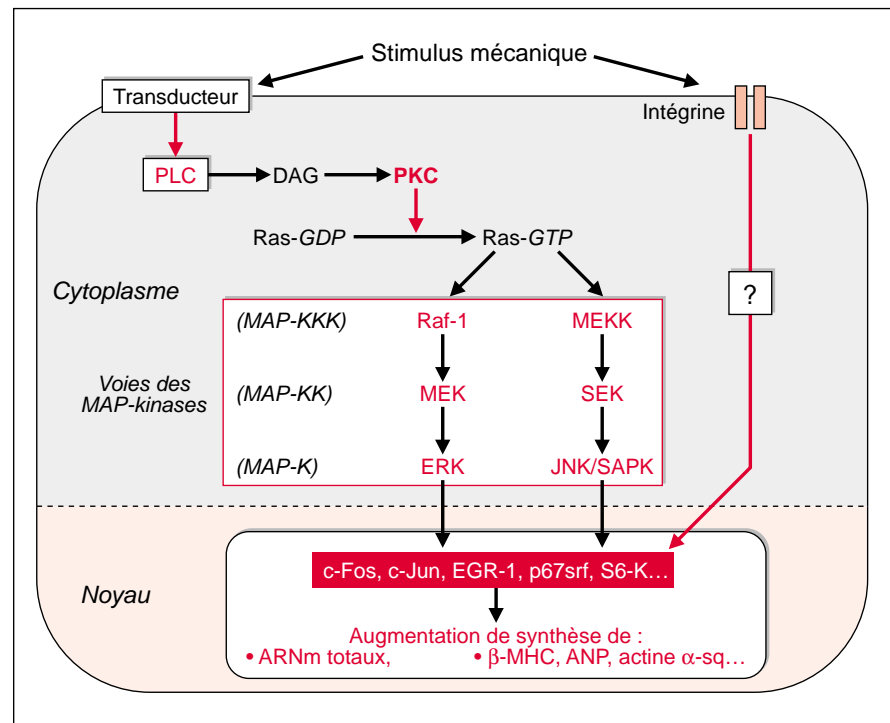 Stimulus mécanique
Transducteur
Intégrine
PLC
DAG
PKC
Ras-GDP
Ras-GTP
Cytoplasme
?
(MAP-KKK)
Raf-1
MEKK
Voies des
MAP-kinases
(MAP-KK)
MEK
SEK
(MAP-K)
ERK
JNK/SAPK
Noyau
c-Fos, c-Jun, EGR-1, p67srf, S6-K…
Augmentation de synthèse de :
• ARNm totaux,
• β-MHC, ANP, actine α-sq…